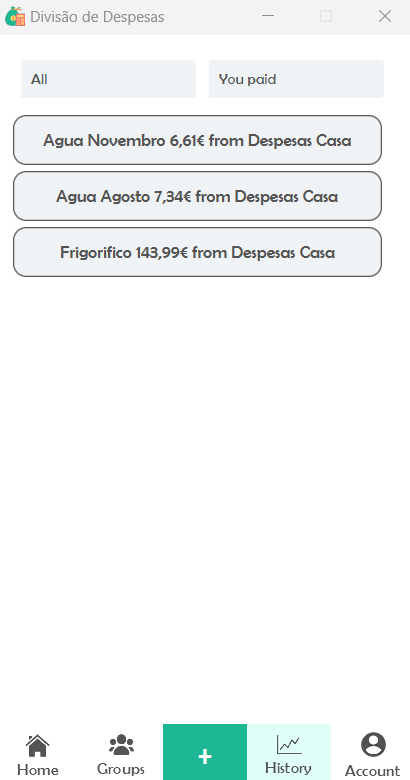 Divisão de Despesas
All
You paid
Agua Novembro 6,61€ from Despesas Casa
Agua Agosto 7,34€ from Despesas Casa
Frigorifico 143,99€ from Despesas Casa
Home
Groups
+
History
Account